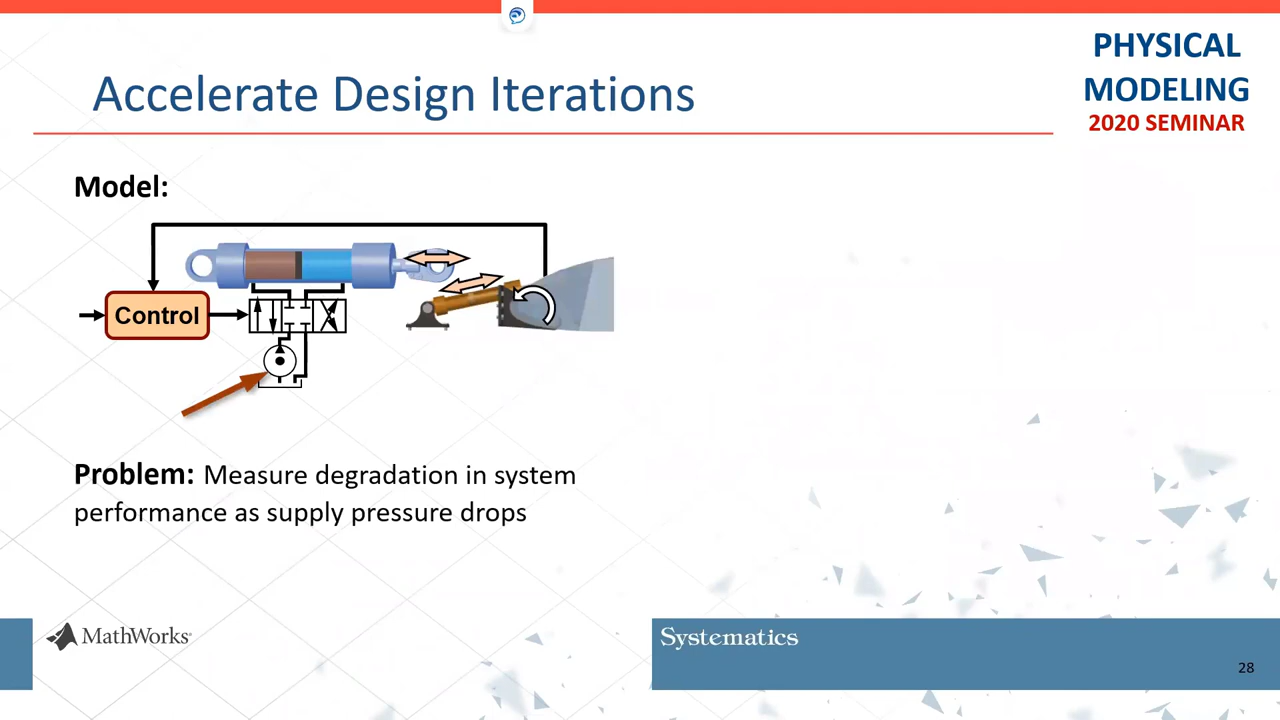 PHYSICAL
MODELING
2020 SEMINAR
Accelerate Design Iterations
Model:
Control
Problem: Measure degradation in system
performance as supply pressure drops
MathWorks®
Systematics
28